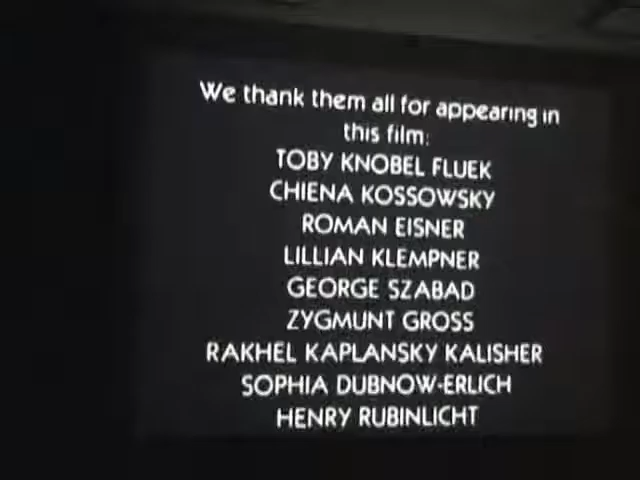 We thank them all for appearing in
this film:
TOBY KNOBEL FLUEK
CHIENA KOSSOWSKY
ROMAN EISNER
LILLIAN KLEMPNER
GEORGE SZABAD
ZYGMUNT GROSS
RAKHEL KAPLANSKY KALISHER
SOPHIA DUBNOW-ERLICH
HENRY RUBINLICHT